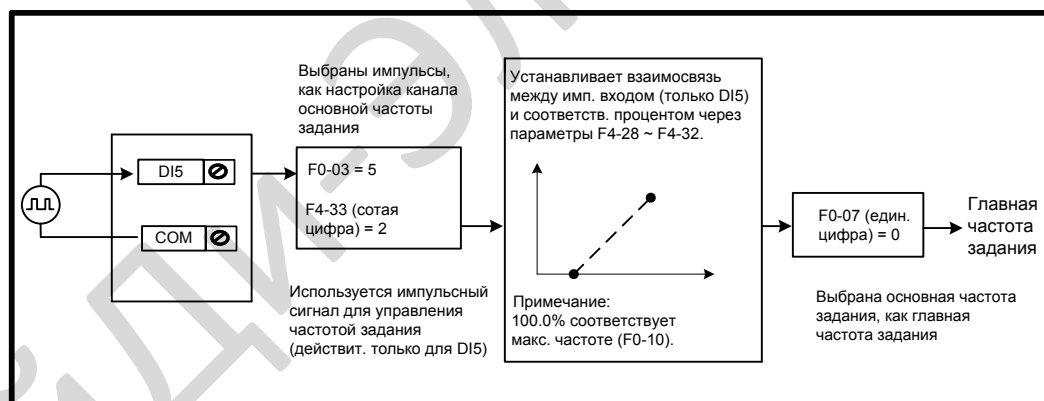 Выбраны импульсы,
как настройка канала
основной частоты
задания
DI5
COM
F0-03 = 5
F4-33 (сотая
цифра) = 2
Используется импульсный
сигнал для управления
частотой задания
(действит. только для DI5)
Устанавливает взаимосвязь
между имп. входом (только DI5)
и соответств. процентом через
параметры F4-28 ~ F4-32.
Примечание:
100.0% соответствует
макс. частоте (F0-10).
F0-07 (един.
цифра) = 0
Главная
частота
задания
Выбрана основная частота
задания, как главная
частота задания